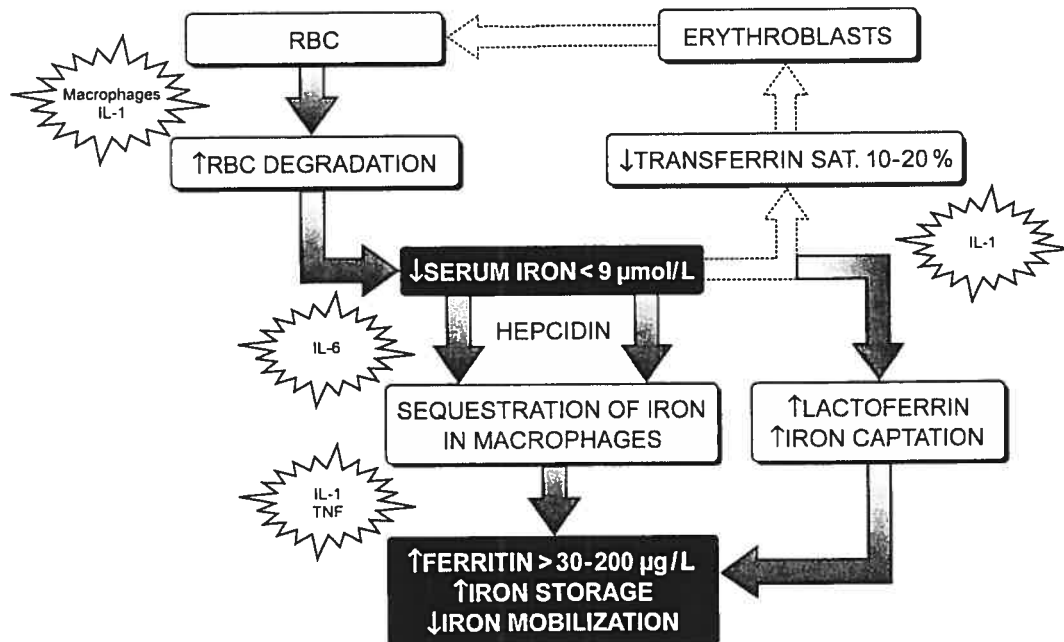 RBC
ERYTHROBLASTS
Macrophages
IL-1
↑RBC DEGRADATION
↓TRANSFERRIN SAT. 10-20 %
IL-1
↓SERUM IRON < 9 µmol/L
HEPCIDIN
IL-6
SEQUESTRATION OF IRON
IN MACROPHAGES
↑LACTOFERRIN
↑IRON CAPTATION
IL-1
TNF
↑FERRITIN > 30-200 µg/L
↑IRON STORAGE
↓IRON MOBILIZATION